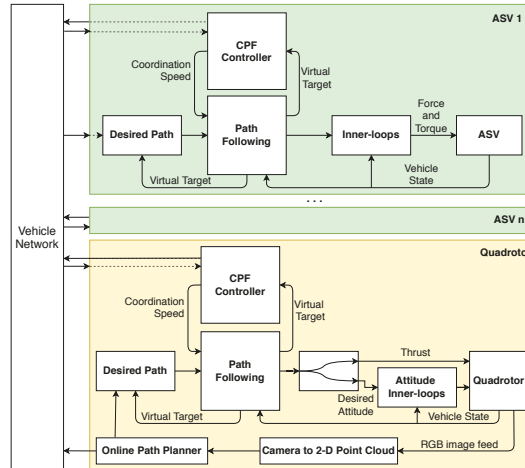 ASV 1
CPF
Controller
Coordination
Speed
Virtual
Target
Desired Path
Path
Following
Inner-loops
Force
and
Torque
ASV
Virtual Target
Vehicle
State
...
ASV n
Vehicle
Network
Quadrotor
CPF
Controller
Coordination
Speed
Virtual
Target
Desired Path
Path
Following
Thrust
Desired
Attitude
Attitude
Inner-loops
Quadrotor
Virtual Target
Vehicle State
RGB image feed
Online Path Planner
Camera to 2-D Point Cloud